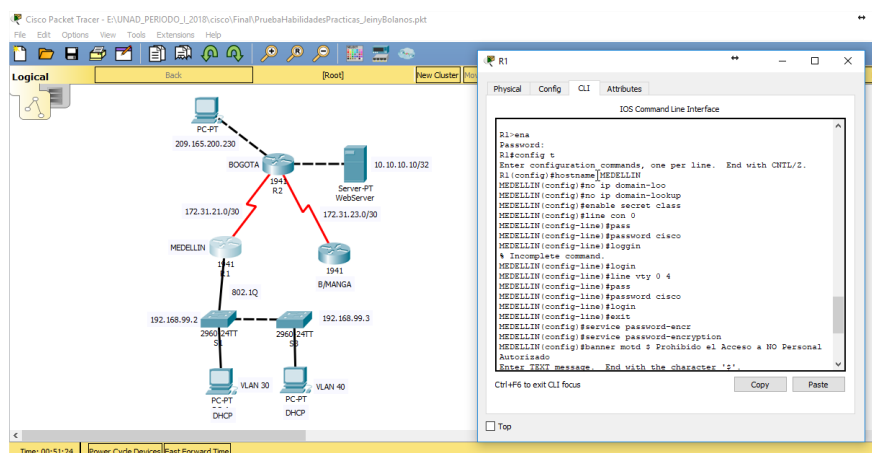 Cisco Packet Tracer - E:\UNAD_PERIODO_I_2018\cisco\Final\PruebaHabilidadesPracticas_JeinyBolanos.pkt
File Edit Options View Tools Extensions Help
Logical
Back
[Root]
New Cluster
PC-PT
209.165.200.230
BOGOTA
1941
R2
10.10.10.10/32
Server-PT
WebServer
172.31.21.0/30
172.31.23.0/30
MEDELLIN
1941
R1
1941
B/MANGA
802.1Q
192.168.99.2
192.168.99.3
2960-24TT
S1
2960-24TT
S3
VLAN 30
VLAN 40
PC-PT
DHCP
PC-PT
DHCP
Time: 00:51:24
Power Cycle Devices
Fast Forward Time
R1
Physical Config CLI Attributes
IOS Command Line Interface
R1>ena
Password:
R1#config t
Enter configuration commands, one per line. End with CNTL/Z.
R1(config)#hostname MEDELLIN
MEDELLIN(config)#no ip domain-loo
MEDELLIN(config)#no ip domain-lookup
MEDELLIN(config)#enable secret class
MEDELLIN(config)#line con 0
MEDELLIN(config-line)#pass
MEDELLIN(config-line)#password cisco
MEDELLIN(config-line)#loggin
% Incomplete command.
MEDELLIN(config-line)#login
MEDELLIN(config-line)#line vty 0 4
MEDELLIN(config-line)#pass
MEDELLIN(config-line)#password cisco
MEDELLIN(config-line)#login
MEDELLIN(config-line)#exit
MEDELLIN(config)#service password-encr
MEDELLIN(config)#service password-encryption
MEDELLIN(config)#banner motd $ Prohibido el Acceso a NO Personal
Autorizado
Enter TEXT message. End with the character '$'.
Ctrl+F6 to exit CLI focus
Copy
Paste
Top